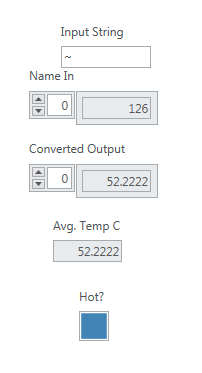 Input String
~
Name In
0 126
Converted Output
0 52.2222
Avg. Temp C
52.2222
Hot?